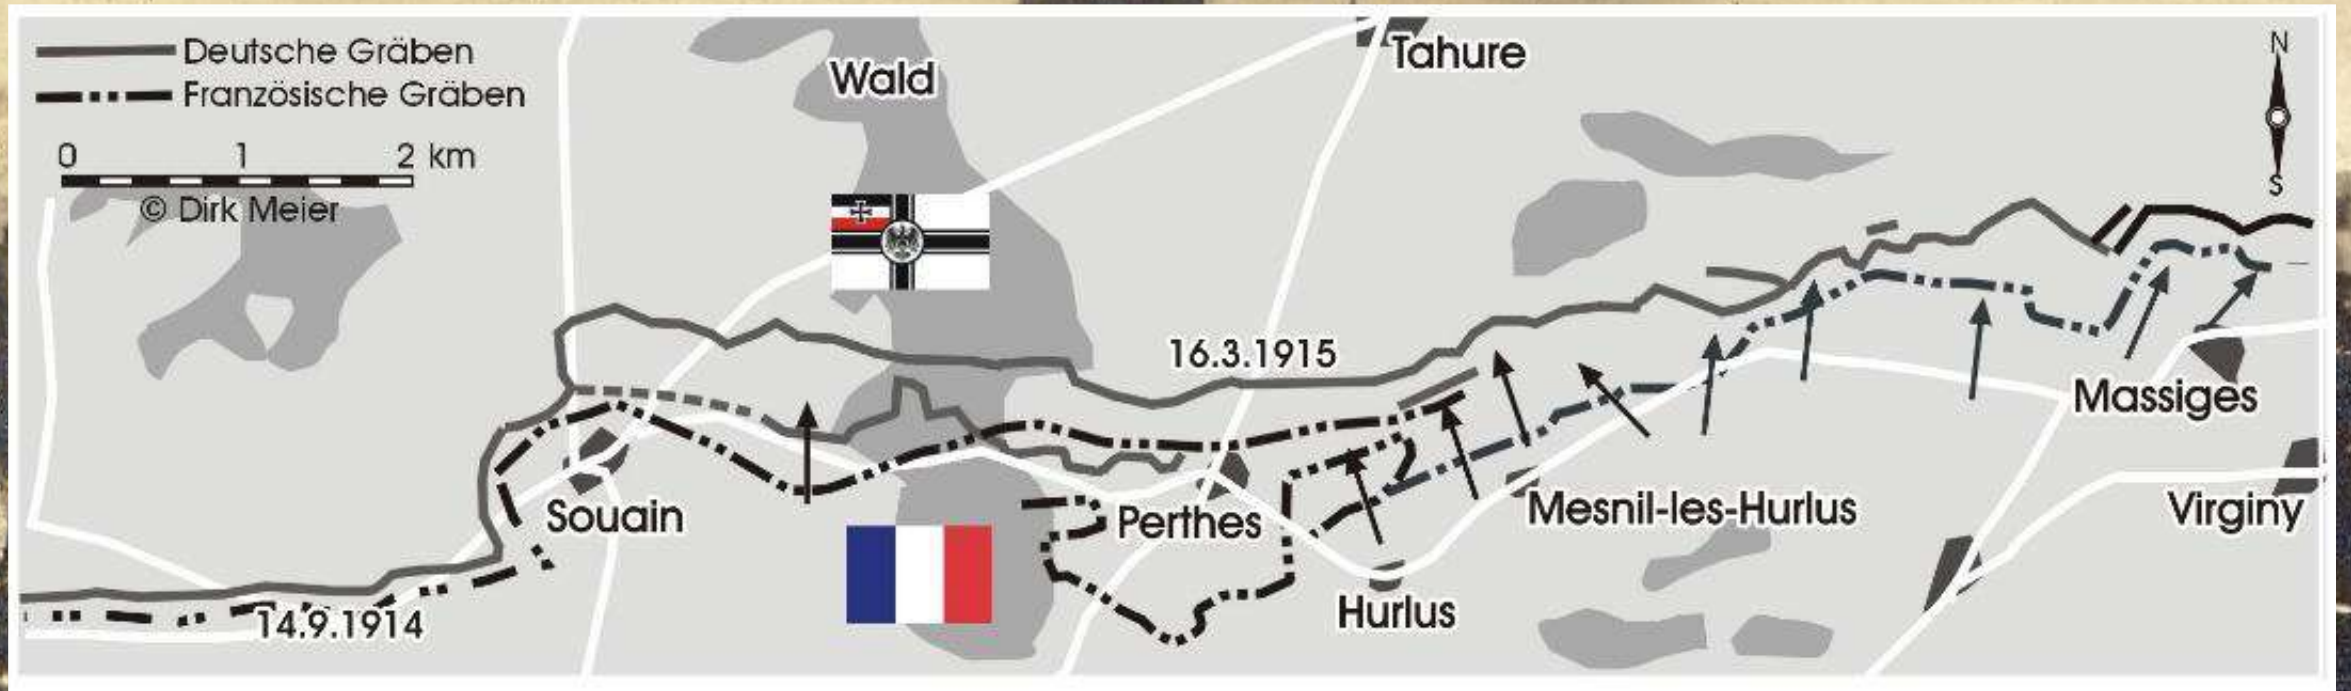 Deutsche Gräben
Französische Gräben
0 1 2 km
© Dirk Meier
Wald
Tahure
N
S
16.3.1915
Massiges
Souain
Perthes
Mesnil-les-Hurlus
Virginy
Hurlus
14.9.1914